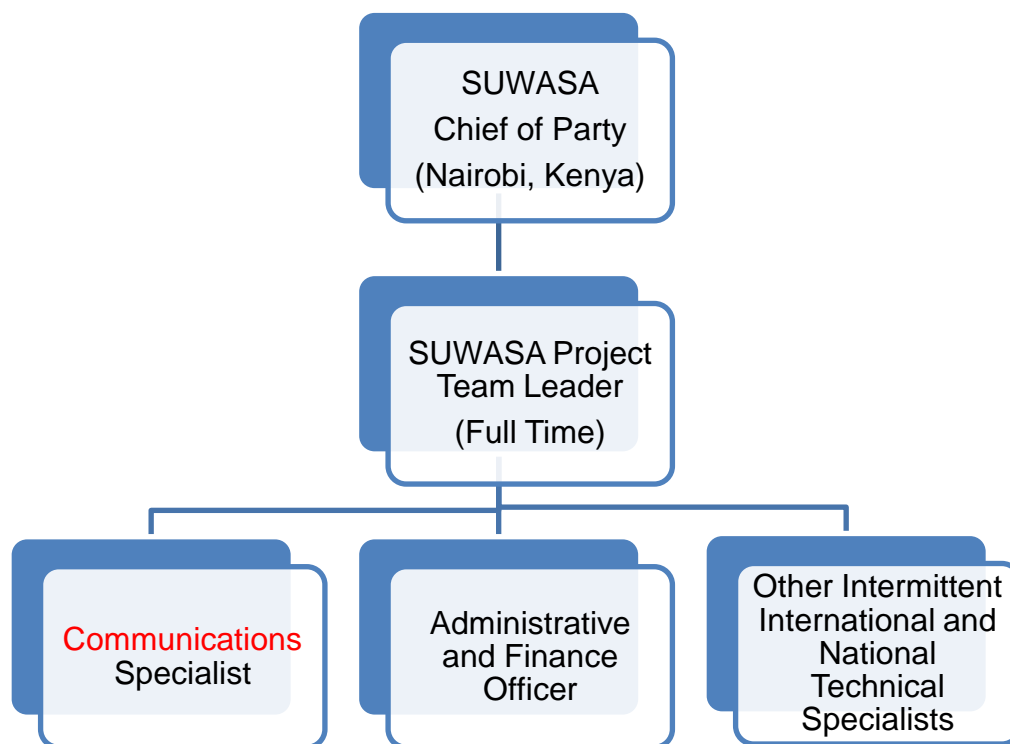 SUWASA
Chief of Party
(Nairobi, Kenya)
SUWASA Project
Team Leader
(Full Time)
Communications
Specialist
Administrative
and Finance
Officer
Other Intermittent
International and
National
Technical
Specialists